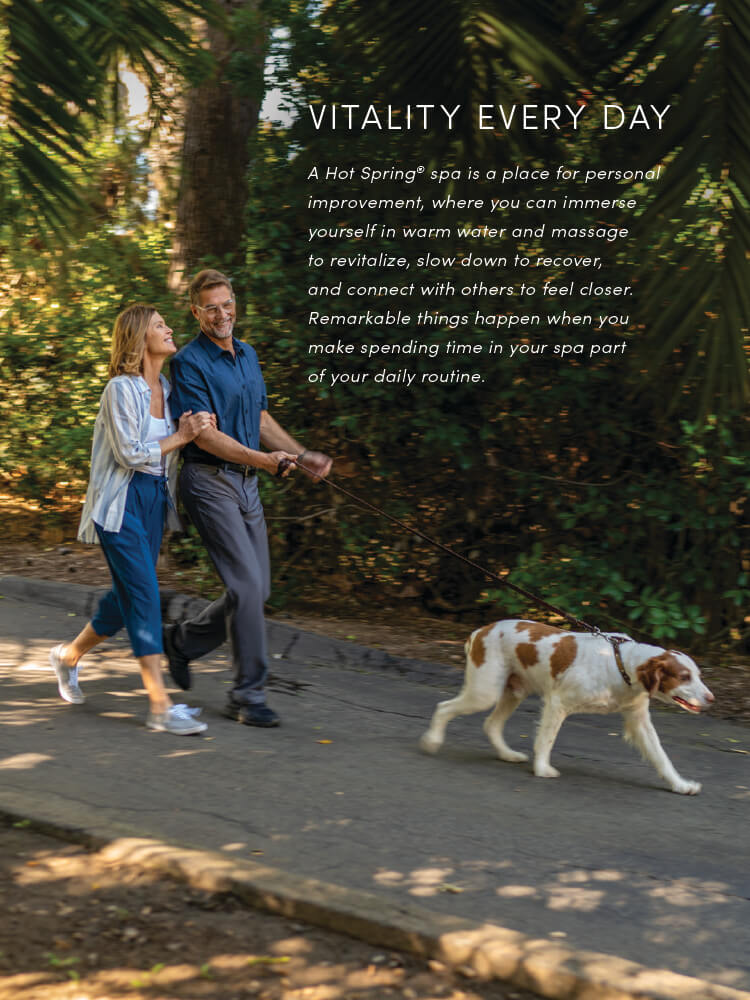 VITALITY EVERY DAY
A Hot Spring® spa is a place for personal
improvement, where you can immerse
yourself in warm water and massage
to revitalize, slow down to recover,
and connect with others to feel closer.
Remarkable things happen when you
make spending time in your spa part
of your daily routine.